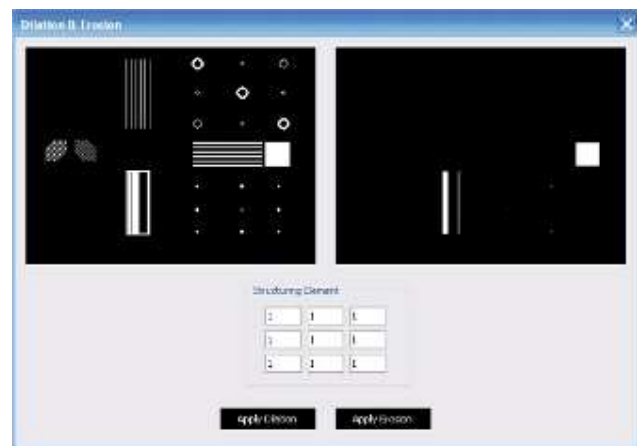 Dilation & Erosion
Structuring Element
1 1 1
1 1 1
1 1 1
Apply Dilation Apply Erosion